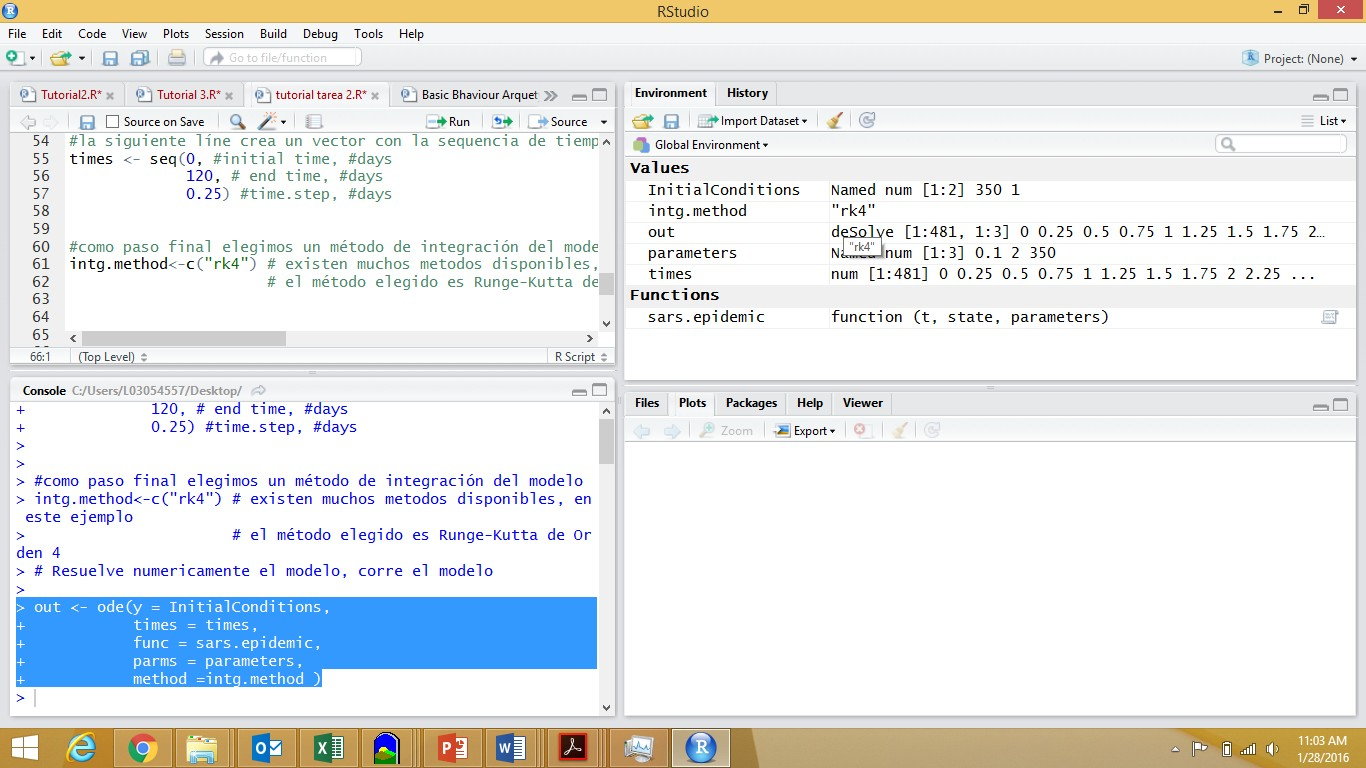 RStudio
File Edit Code View Plots Session Build Debug Tools Help
Go to file/function
Project: (None)
Tutorial2.R* Tutorial 3.R* tutorial tarea 2.R* Basic Bhaviour Arquet
Source on Save Run Source
54 #la siguiente líne crea un vector con la sequencia de tiemp
55 times <- seq(0, #initial time, #days
56 120, # end time, #days
57 0.25) #time.step, #days
58
59
60 #como paso final elegimos un método de integración del mode
61 intg.method<-c("rk4") # existen muchos metodos disponibles,
62 # el método elegido es Runge-Kutta de
63
64
65
66:1 (Top Level) R Script
Console C:/Users/L03054557/Desktop/
+ 120, # end time, #days
+ 0.25) #time.step, #days
>
>
> #como paso final elegimos un método de integración del modelo
> intg.method<-c("rk4") # existen muchos metodos disponibles, en
este ejemplo
> # el método elegido es Runge-Kutta de Or
den 4
> # Resuelve numericamente el modelo, corre el modelo
>
> out <- ode(y = InitialConditions,
+ times = times,
+ func = sars.epidemic,
+ parms = parameters,
+ method =intg.method )
>
Environment History
Import Dataset List
Global Environment
Values
InitialConditions Named num [1:2] 350 1
intg.method "rk4"
out deSolve [1:481, 1:3] 0 0.25 0.5 0.75 1 1.25 1.5 1.75 2…
"rk4"
parameters Named num [1:3] 0.1 2 350
times num [1:481] 0 0.25 0.5 0.75 1 1.25 1.5 1.75 2 2.25 ...
Functions
sars.epidemic function (t, state, parameters)
Files Plots Packages Help Viewer
Zoom Export
11:03 AM
1/28/2016